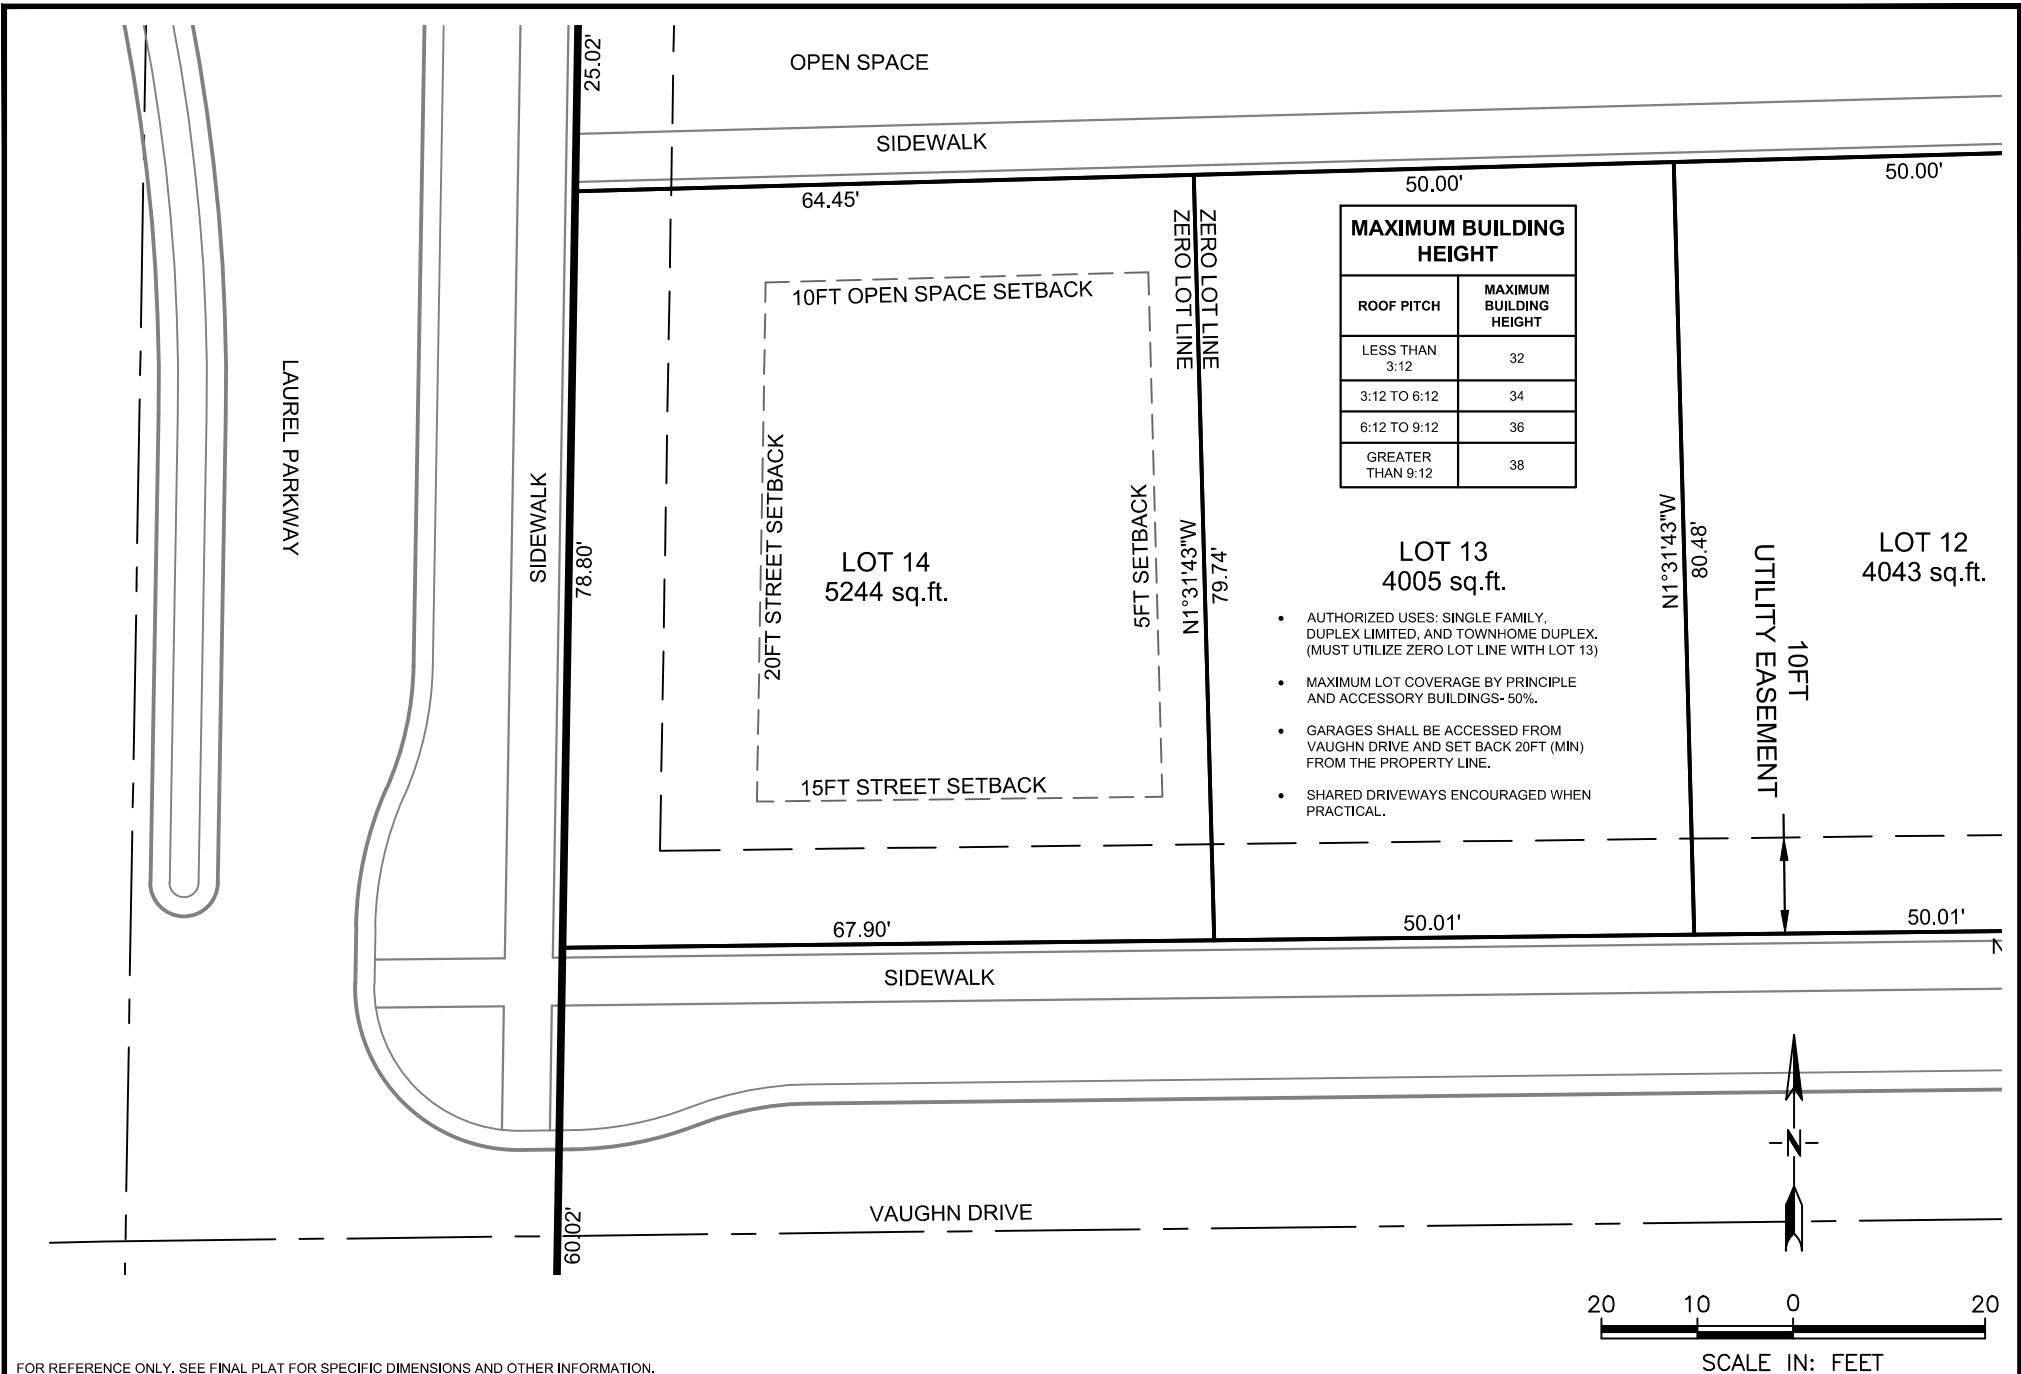 25.02'
OPEN SPACE
SIDEWALK
64.45'
50.00'
50.00'
ZERO LOT LINE
ZERO LOT LINE
MAXIMUM BUILDING
HEIGHT
ROOF PITCH
MAXIMUM
BUILDING
HEIGHT
LESS THAN
3:12
32
3:12 TO 6:12
34
6:12 TO 9:12
36
GREATER
THAN 9:12
38
10FT OPEN SPACE SETBACK
LAUREL PARKWAY
SIDEWALK
78.80'
20FT STREET SETBACK
LOT 14
5244 sq.ft.
5FT SETBACK
N1°31'43"W
79.74'
LOT 13
4005 sq.ft.
• AUTHORIZED USES: SINGLE FAMILY,
DUPLEX LIMITED, AND TOWNHOME DUPLEX.
(MUST UTILIZE ZERO LOT LINE WITH LOT 13)
• MAXIMUM LOT COVERAGE BY PRINCIPLE
AND ACCESSORY BUILDINGS- 50%.
• GARAGES SHALL BE ACCESSED FROM
VAUGHN DRIVE AND SET BACK 20FT (MIN)
FROM THE PROPERTY LINE.
• SHARED DRIVEWAYS ENCOURAGED WHEN
PRACTICAL.
N1°31'43"W
80.48'
LOT 12
4043 sq.ft.
10FT
UTILITY EASEMENT
15FT STREET SETBACK
67.90'
50.01'
50.01'
N
SIDEWALK
N
VAUGHN DRIVE
60.02'
20 10 0 20
SCALE IN: FEET
FOR REFERENCE ONLY. SEE FINAL PLAT FOR SPECIFIC DIMENSIONS AND OTHER INFORMATION.